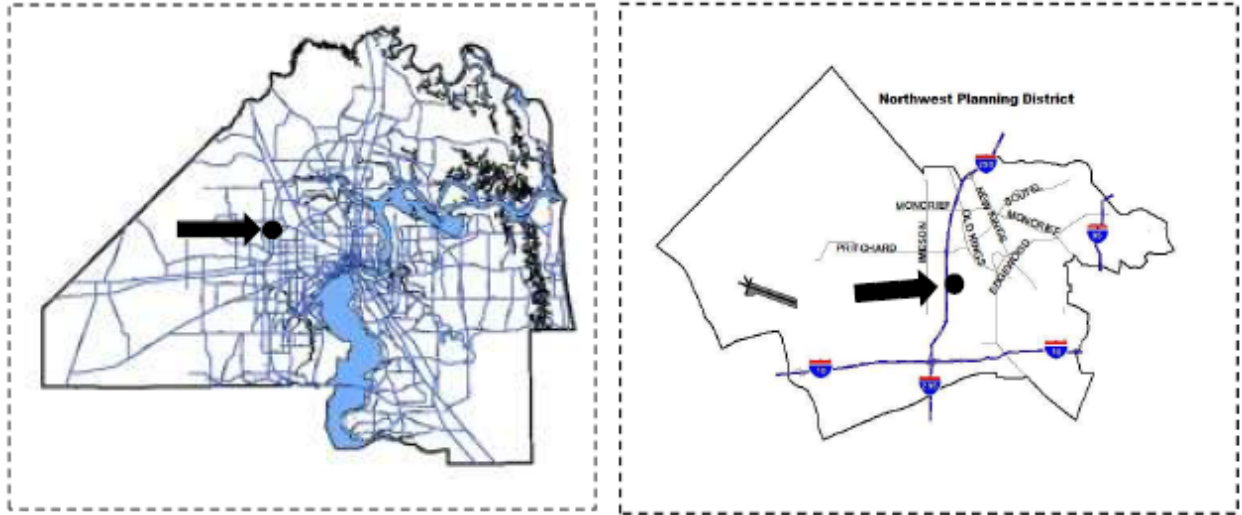 Northwest Planning District
295
NEW KINGS
SOUTEL
MONCRIEF
MONCRIEF
IMESON
OLD KINGS
95
PRITCHARD
EDGEWOOD
10
10
295